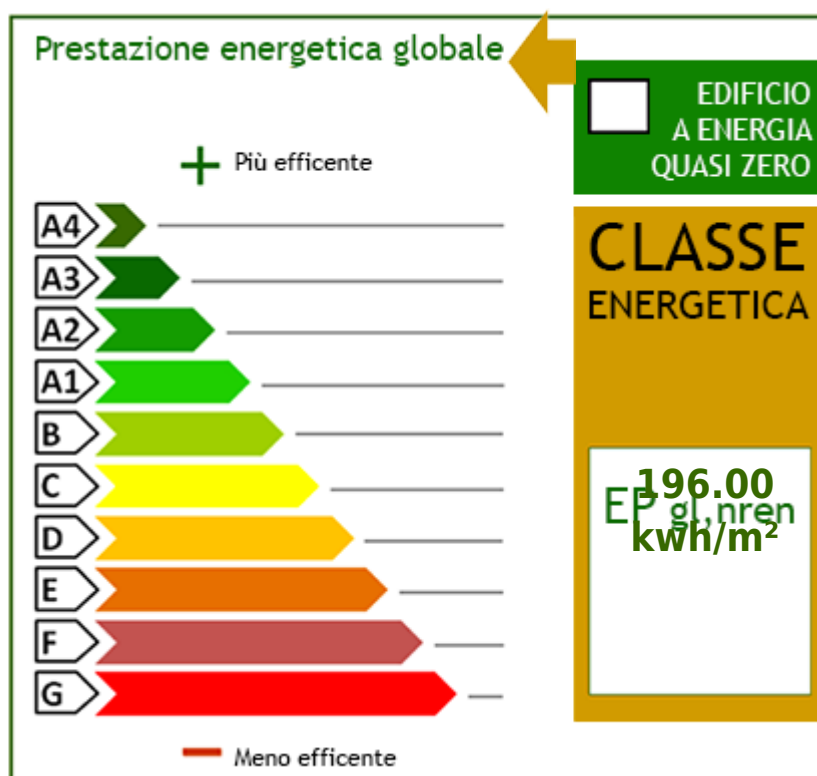 Prestazione energetica globale
EDIFICIO
A ENERGIA
QUASI ZERO
+ Più efficente
A4
A3
A2
A1
B
C
D
E
F
G
— Meno efficente
CLASSE
ENERGETICA
196.00
EP gl,nren
kwh/m²